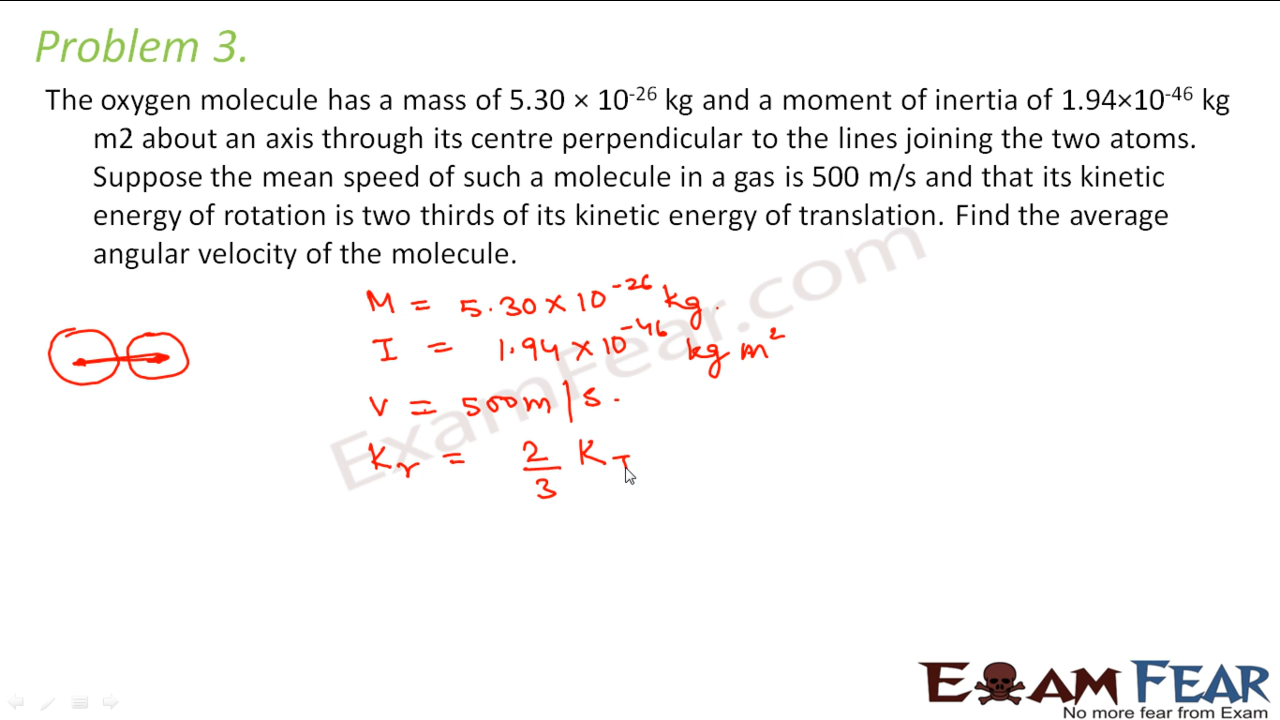 Problem 3.
The oxygen molecule has a mass of 5.30 × 10⁻²⁶ kg and a moment of inertia of 1.94×10⁻⁴⁶ kg
m2 about an axis through its centre perpendicular to the lines joining the two atoms.
Suppose the mean speed of such a molecule in a gas is 500 m/s and that its kinetic
energy of rotation is two thirds of its kinetic energy of translation. Find the average
angular velocity of the molecule.
M = 5.30 × 10⁻²⁶ kg.
I = 1.94 × 10⁻⁴⁶ kg m²
V = 500m/s.
Kr = 2/3 KT
ExamFear.com
EXAM FEAR
No more fear from Exam